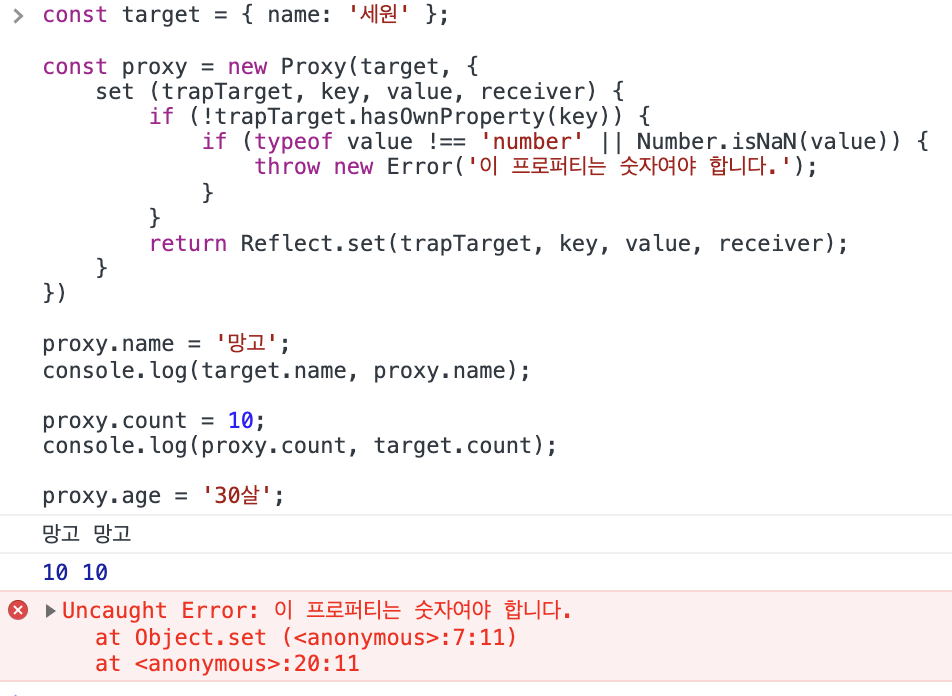 const target = { name: '세원' };
const proxy = new Proxy(target, {
    set (trapTarget, key, value, receiver) {
        if (!trapTarget.hasOwnProperty(key)) {
            if (typeof value !== 'number' || Number.isNaN(value)) {
                throw new Error('이 프로퍼티는 숫자여야 합니다.');
            }
        }
        return Reflect.set(trapTarget, key, value, receiver);
    }
})
proxy.name = '망고';
console.log(target.name, proxy.name);
proxy.count = 10;
console.log(proxy.count, target.count);
proxy.age = '30살';
망고 망고
10 10
Uncaught Error: 이 프로퍼티는 숫자여야 합니다.
    at Object.set (<anonymous>:7:11)
    at <anonymous>:20:11